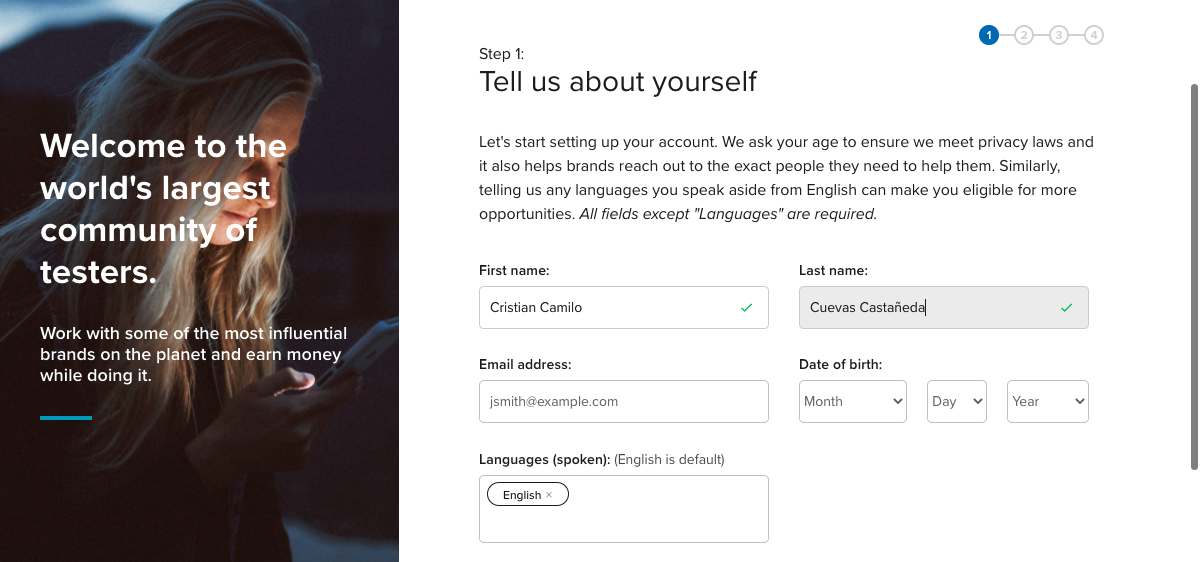 Welcome to the
world's largest
community of
testers.
Work with some of the most influential
brands on the planet and earn money
while doing it.
1 2 3 4
Step 1:
Tell us about yourself
Let's start setting up your account. We ask your age to ensure we meet privacy laws and
it also helps brands reach out to the exact people they need to help them. Similarly,
telling us any languages you speak aside from English can make you eligible for more
opportunities. All fields except "Languages" are required.
First name:
Last name:
Cristian Camilo
Cuevas Castañeda
Email address:
Date of birth:
jsmith@example.com
Month
Day
Year
Languages (spoken): (English is default)
English ×